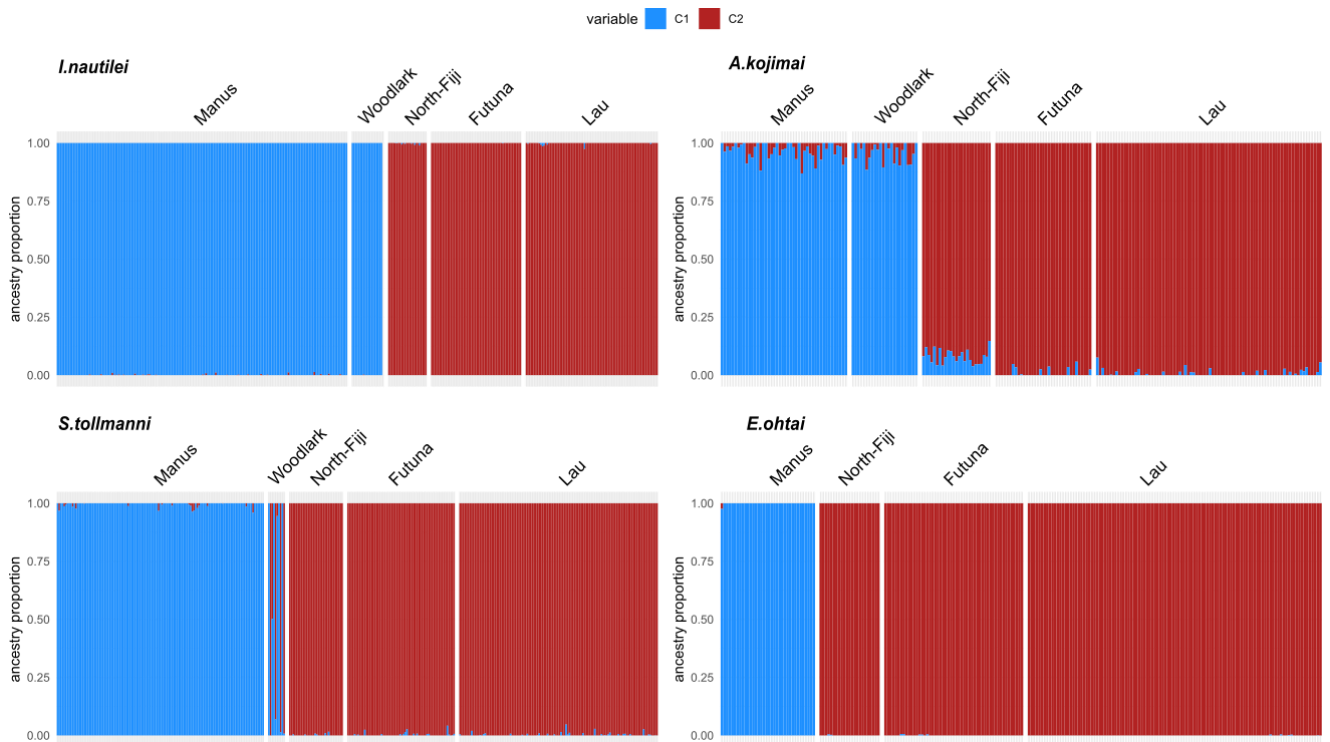 variable C1 C2
I.nautilei
Manus Woodlark North-Fiji Futuna Lau
ancestry proportion
1.00
0.75
0.50
0.25
0.00
A.kojimai
Manus Woodlark North-Fiji Futuna Lau
ancestry proportion
1.00
0.75
0.50
0.25
0.00
S.tollmanni
Manus Woodlark North-Fiji Futuna Lau
ancestry proportion
1.00
0.75
0.50
0.25
0.00
E.ohtai
Manus North-Fiji Futuna Lau
ancestry proportion
1.00
0.75
0.50
0.25
0.00